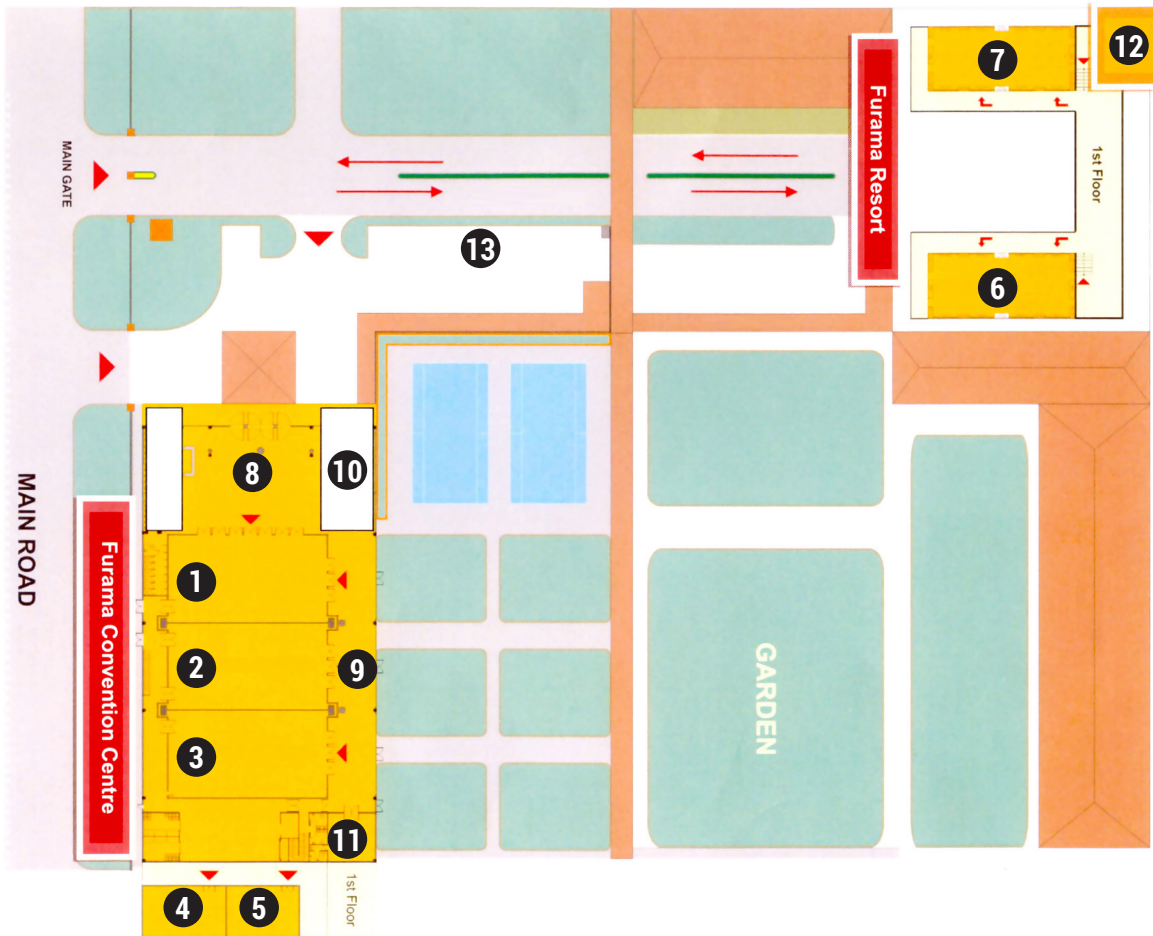 7
12
Furama Resort
1st Floor
MAIN GATE
13
6
8
10
MAIN ROAD
Furama Convention Centre
1
2
9
3
GARDEN
11
4
5
1st Floor